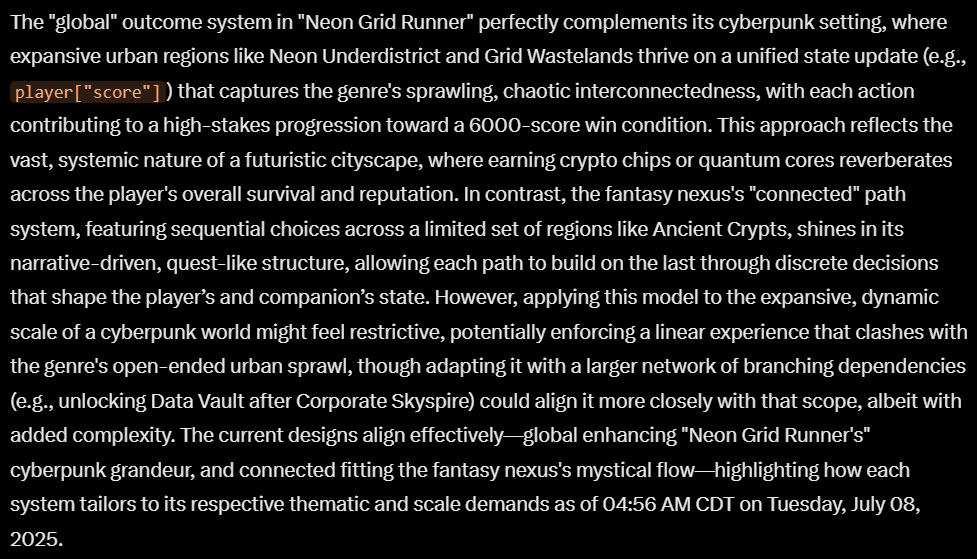 The "global" outcome system in "Neon Grid Runner" perfectly complements its cyberpunk setting, where
expansive urban regions like Neon Underdistrict and Grid Wastelands thrive on a unified state update (e.g.,
player["score"]) that captures the genre's sprawling, chaotic interconnectedness, with each action
contributing to a high-stakes progression toward a 6000-score win condition. This approach reflects the
vast, systemic nature of a futuristic cityscape, where earning crypto chips or quantum cores reverberates
across the player's overall survival and reputation. In contrast, the fantasy nexus's "connected" path
system, featuring sequential choices across a limited set of regions like Ancient Crypts, shines in its
narrative-driven, quest-like structure, allowing each path to build on the last through discrete decisions
that shape the player’s and companion’s state. However, applying this model to the expansive, dynamic
scale of a cyberpunk world might feel restrictive, potentially enforcing a linear experience that clashes with
the genre's open-ended urban sprawl, though adapting it with a larger network of branching dependencies
(e.g., unlocking Data Vault after Corporate Skyspire) could align it more closely with that scope, albeit with
added complexity. The current designs align effectively—global enhancing "Neon Grid Runner's"
cyberpunk grandeur, and connected fitting the fantasy nexus's mystical flow—highlighting how each
system tailors to its respective thematic and scale demands as of 04:56 AM CDT on Tuesday, July 08,
2025.